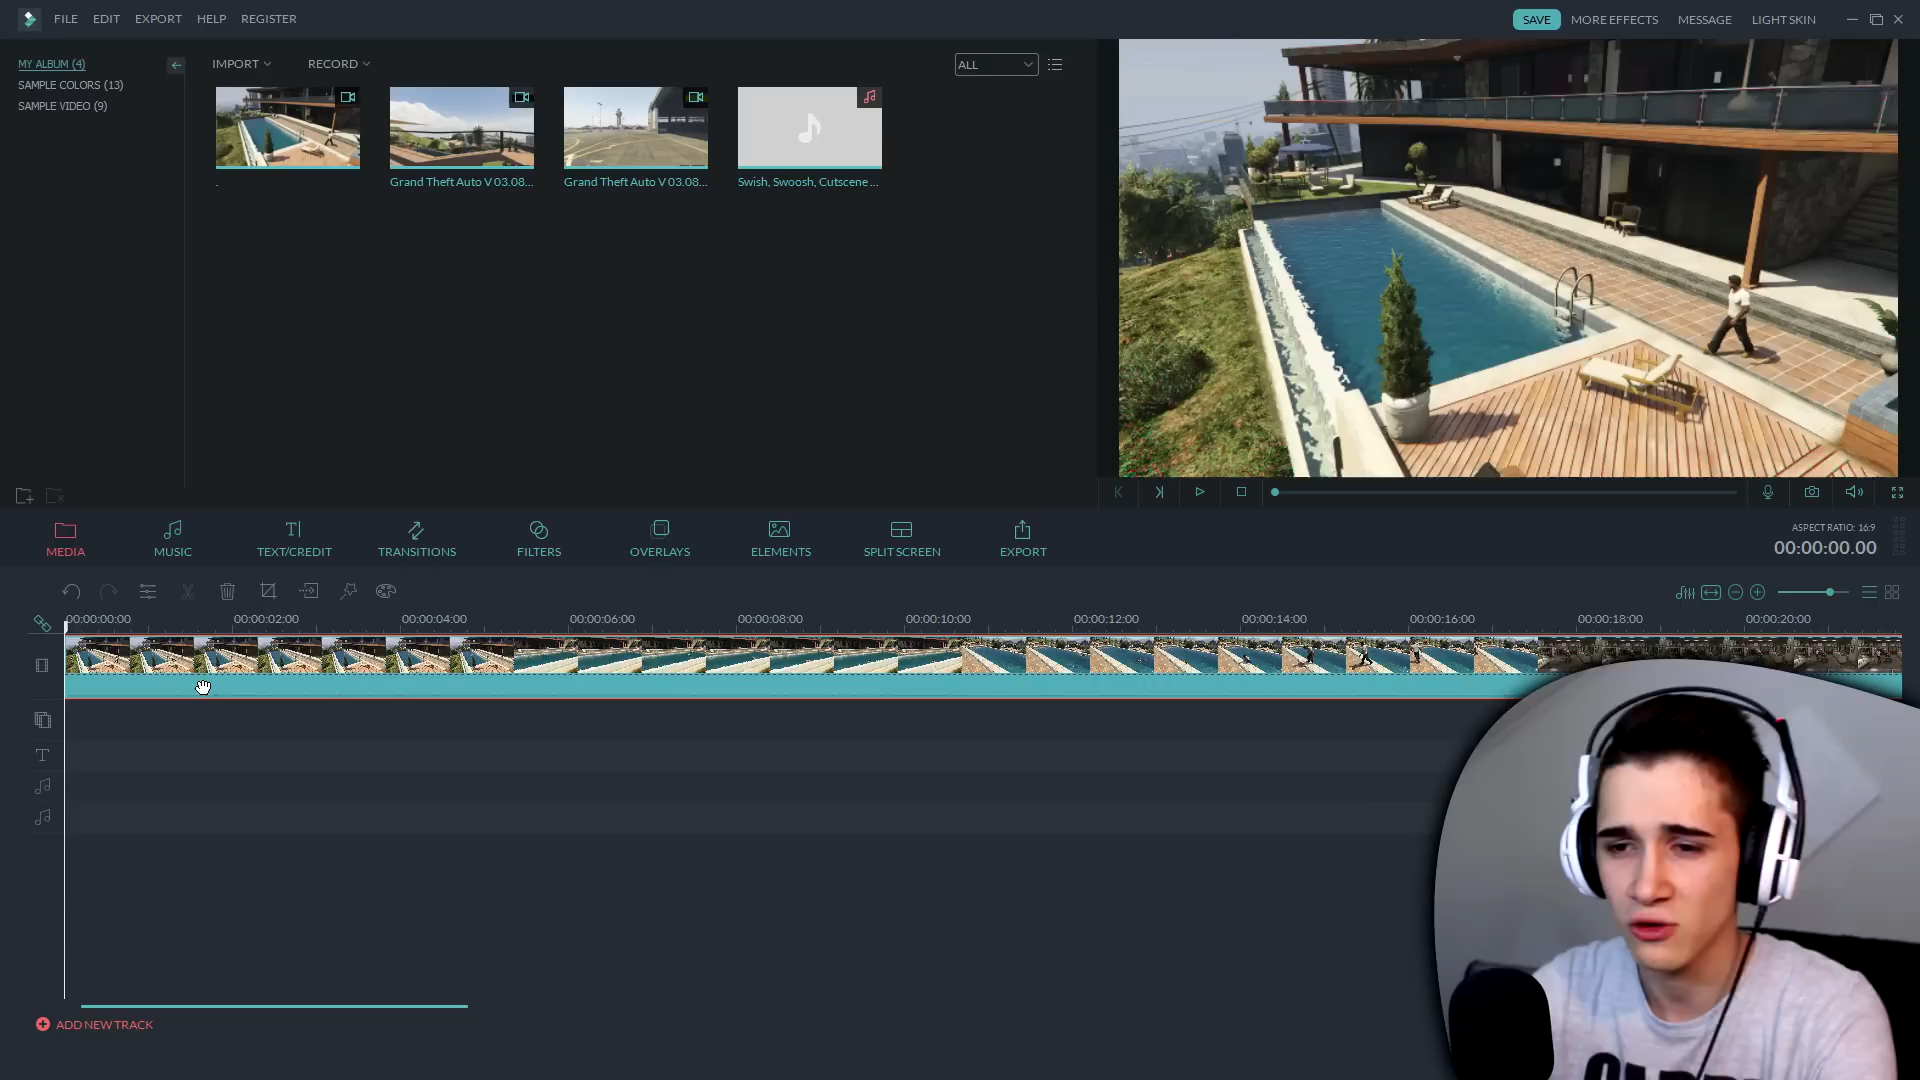 FILE EDIT EXPORT HELP REGISTER SAVE MORE EFFECTS MESSAGE LIGHT SKIN
MY ALBUM (4)
SAMPLE COLORS (13)
SAMPLE VIDEO (9)
IMPORT RECORD ALL
. Grand Theft Auto V 03.08... Grand Theft Auto V 03.08... Swish, Swoosh, Cutscene ...
MEDIA MUSIC TEXT/CREDIT TRANSITIONS FILTERS OVERLAYS ELEMENTS SPLIT SCREEN EXPORT
ASPECT RATIO: 16:9
00:00:00.00
00:00:00:00 00:00:02:00 00:00:04:00 00:00:06:00 00:00:08:00 00:00:10:00 00:00:12:00 00:00:14:00 00:00:16:00 00:00:18:00 00:00:20:00
ADD NEW TRACK